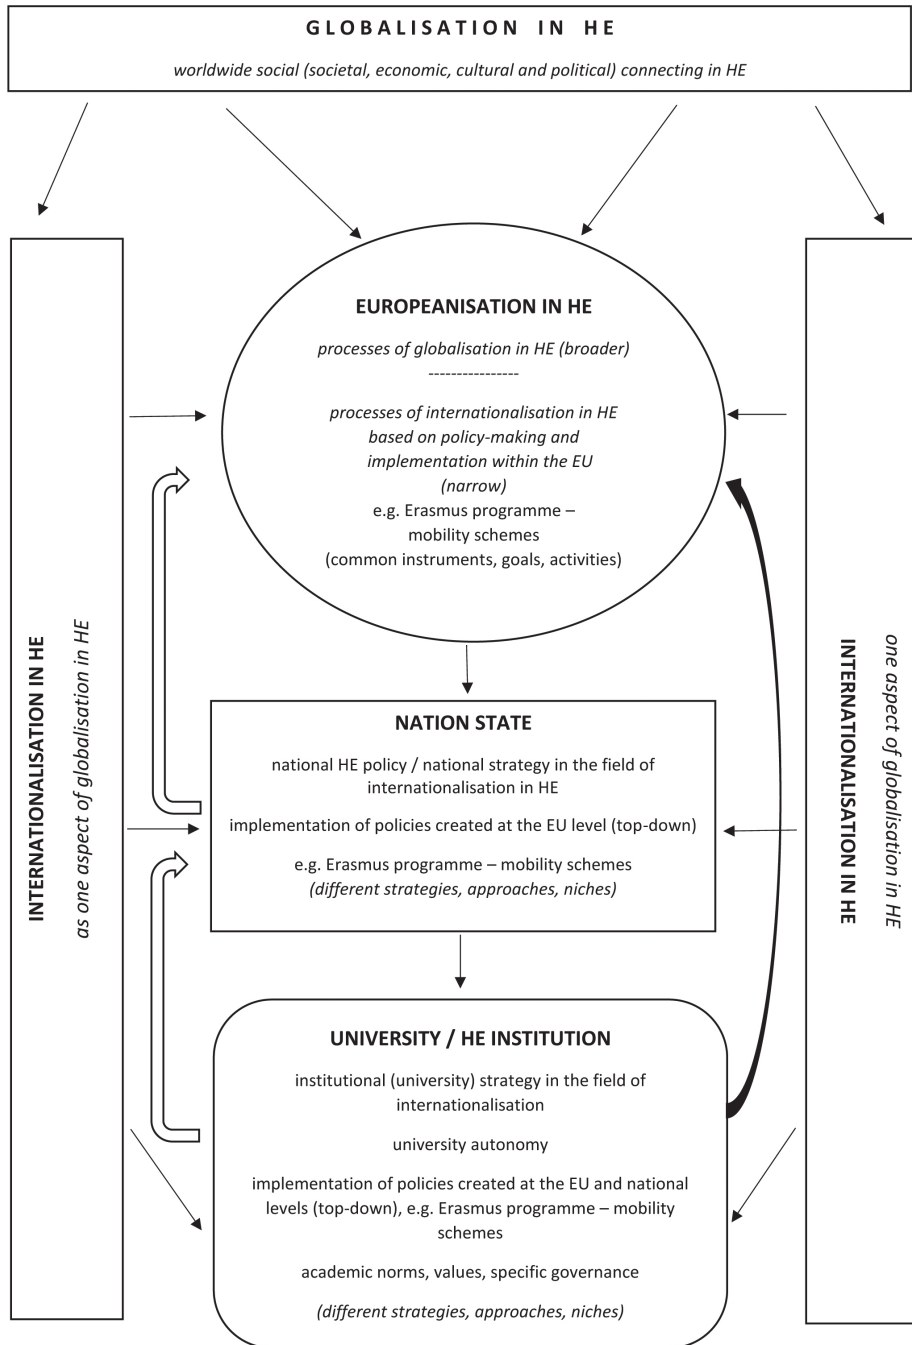 GLOBALISATION IN HE
worldwide social (societal, economic, cultural and political) connecting in HE
EUROPEANISATION IN HE
processes of globalisation in HE (broader)
----------------
processes of internationalisation in HE
based on policy-making and
implementation within the EU
(narrow)
e.g. Erasmus programme –
mobility schemes
(common instruments, goals, activities)
INTERNATIONALISATION IN HE
as one aspect of globalisation in HE
INTERNATIONALISATION IN HE
one aspect of globalisation in HE
NATION STATE
national HE policy / national strategy in the field of
internationalisation in HE
implementation of policies created at the EU level (top-down)
e.g. Erasmus programme – mobility schemes
(different strategies, approaches, niches)
UNIVERSITY / HE INSTITUTION
institutional (university) strategy in the field of
internationalisation
university autonomy
implementation of policies created at the EU and national
levels (top-down), e.g. Erasmus programme – mobility
schemes
academic norms, values, specific governance
(different strategies, approaches, niches)